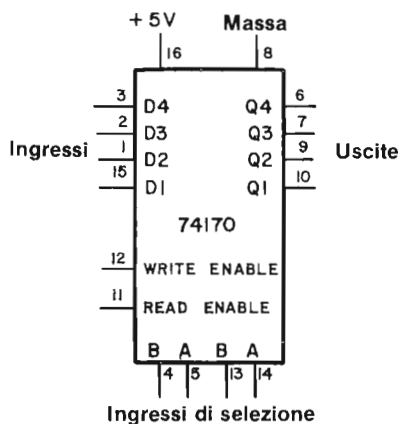 + 5V Massa
16 8
3 D4 Q4 6
2 D3 Q3 7
Ingressi 1 D2 Q2 9 Uscite
15 D1 Q1 10
74170
12 WRITE ENABLE
11 READ ENABLE
B A B A
4 5 13 14
Ingressi di selezione